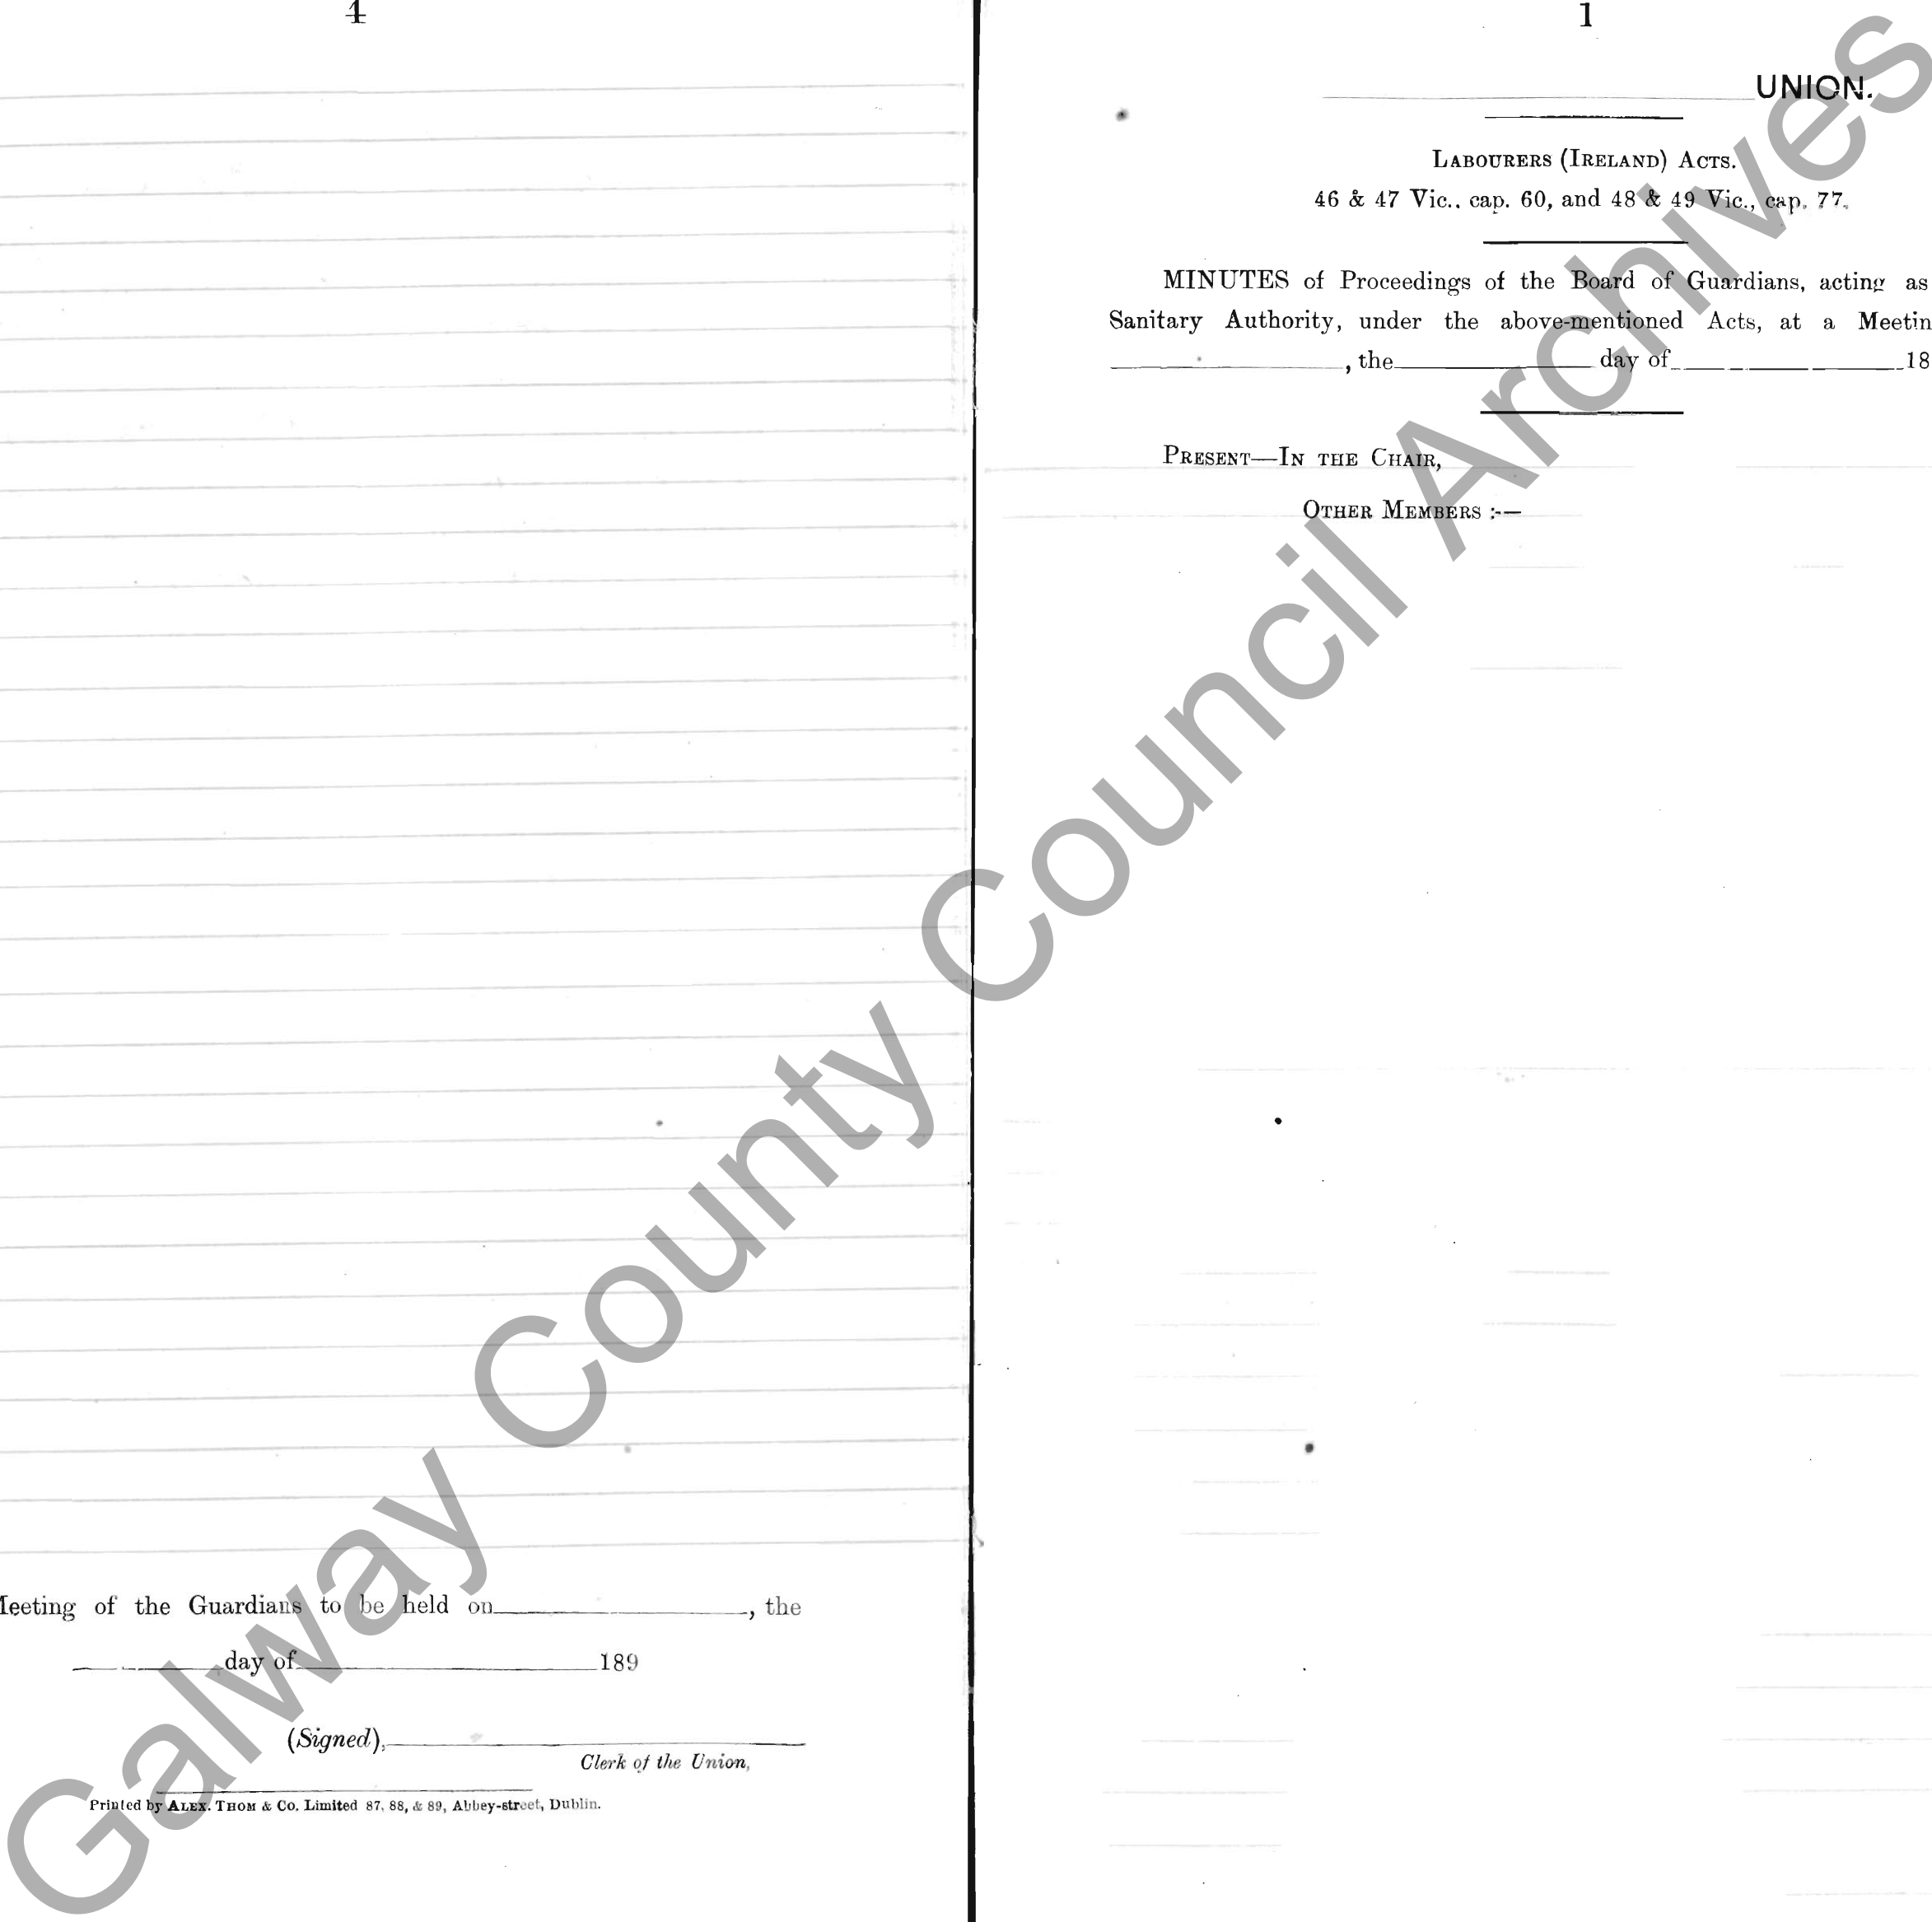 4
leeting of the Guardians to be held on , the
day of 189
(Signed),
Clerk of the Union,
Printed by ALEX. THOM & Co. Limited 87, 88, & 89, Abbey-street, Dublin.
1
UNION.
LABOURERS (IRELAND) ACTS.
46 & 47 Vic., cap. 60, and 48 & 49 Vic., cap. 77.
MINUTES of Proceedings of the Board of Guardians, acting as
Sanitary Authority, under the above-mentioned Acts, at a Meetin
, the day of 18
PRESENT—IN THE CHAIR,
OTHER MEMBERS :—
Galway County Council Archives